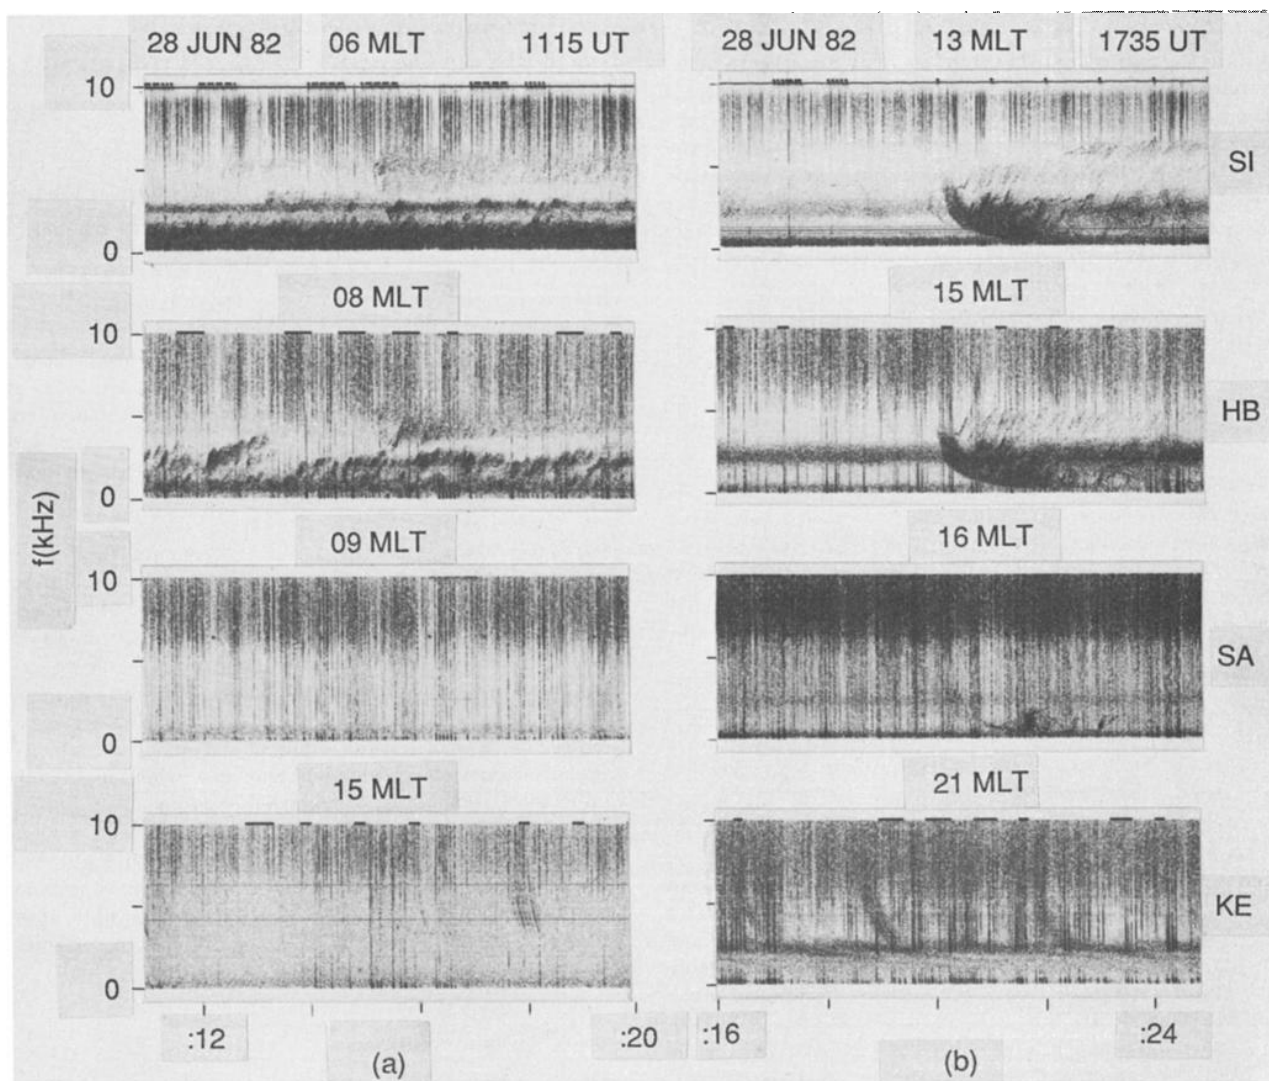 28 JUN 82 06 MLT 1115 UT
28 JUN 82 13 MLT 1735 UT
10
0
SI
08 MLT
15 MLT
10
0
HB
f(kHz)
09 MLT
16 MLT
10
0
SA
15 MLT
21 MLT
10
0
KE
:12 :20
:16 :24
(a)
(b)